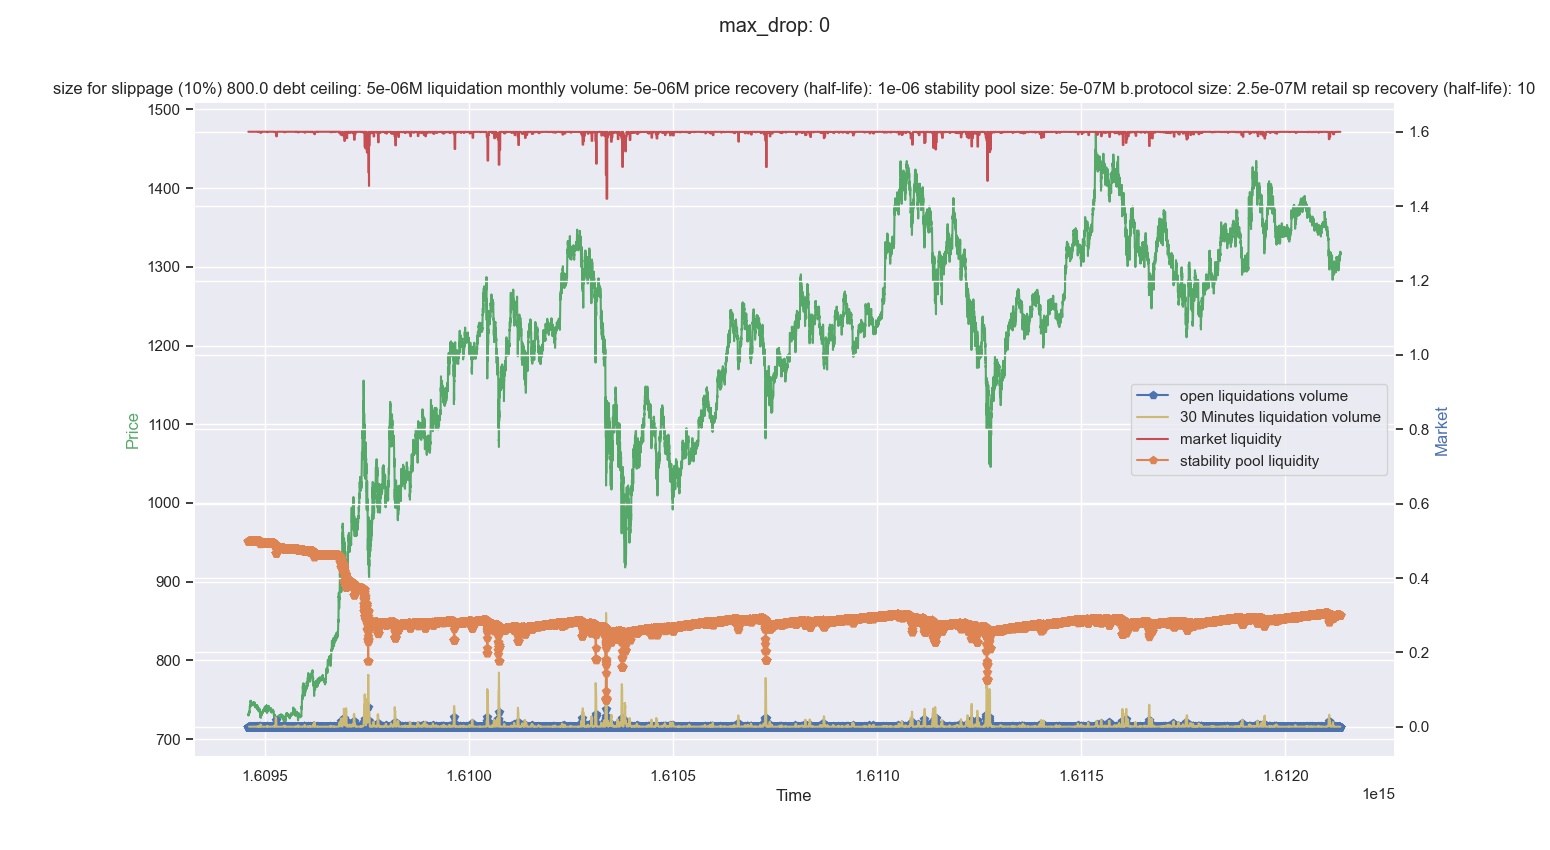 max_drop: 0
size for slippage (10%) 800.0 debt ceiling: 5e-06M liquidation monthly volume: 5e-06M price recovery (half-life): 1e-06 stability pool size: 5e-07M b.protocol size: 2.5e-07M retail sp recovery (half-life): 10
1500
1400
1300
1200
1100
1000
900
800
700
Price
1.6
1.4
1.2
1.0
0.8
0.6
0.4
0.2
0.0
Market
open liquidations volume
30 Minutes liquidation volume
market liquidity
stability pool liquidity
1.6095 1.6100 1.6105 1.6110 1.6115 1.6120
1e15
Time